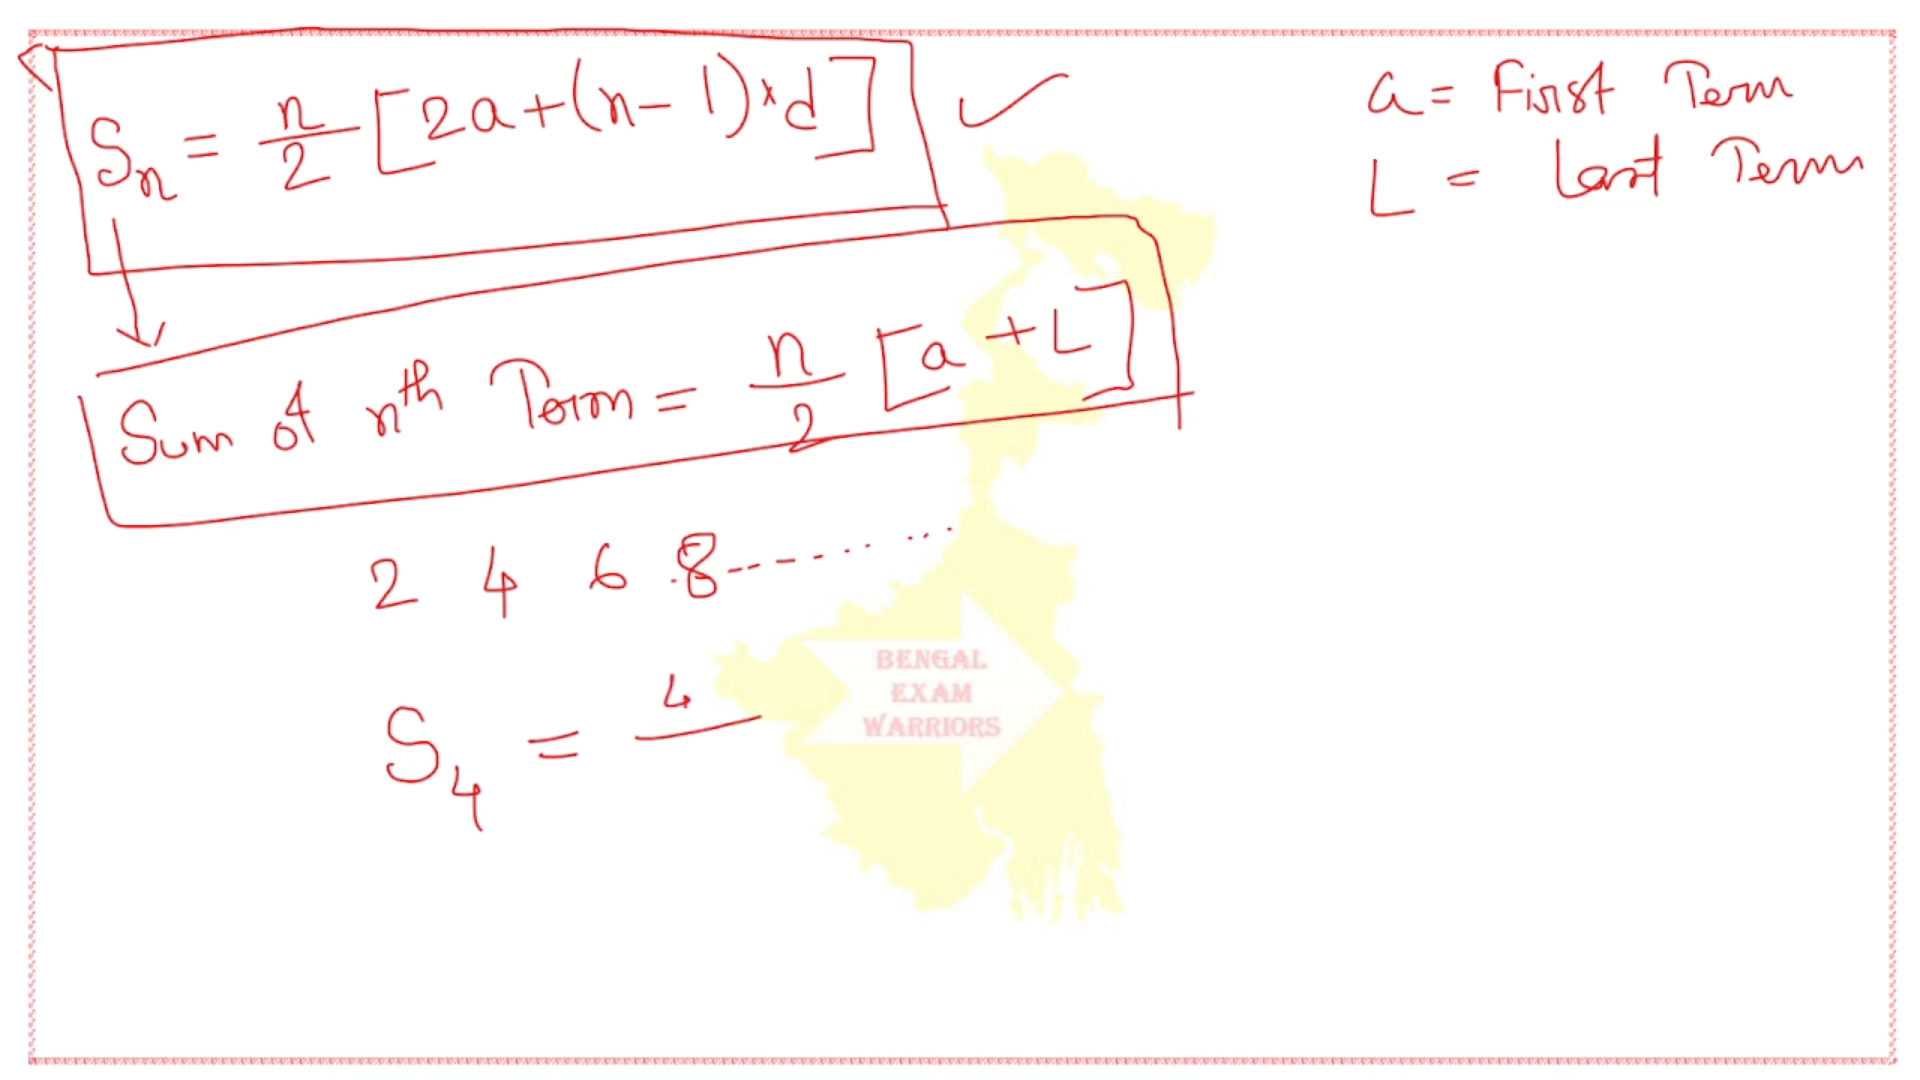 Sn = n/2 [2a+(n-1)×d] ✓
a = First Term
L = Last Term
Sum of nth Term = n/2 [a+L]
2 4 6 8--- ........
S4 = 4/
BENGAL
EXAM
WARRIORS